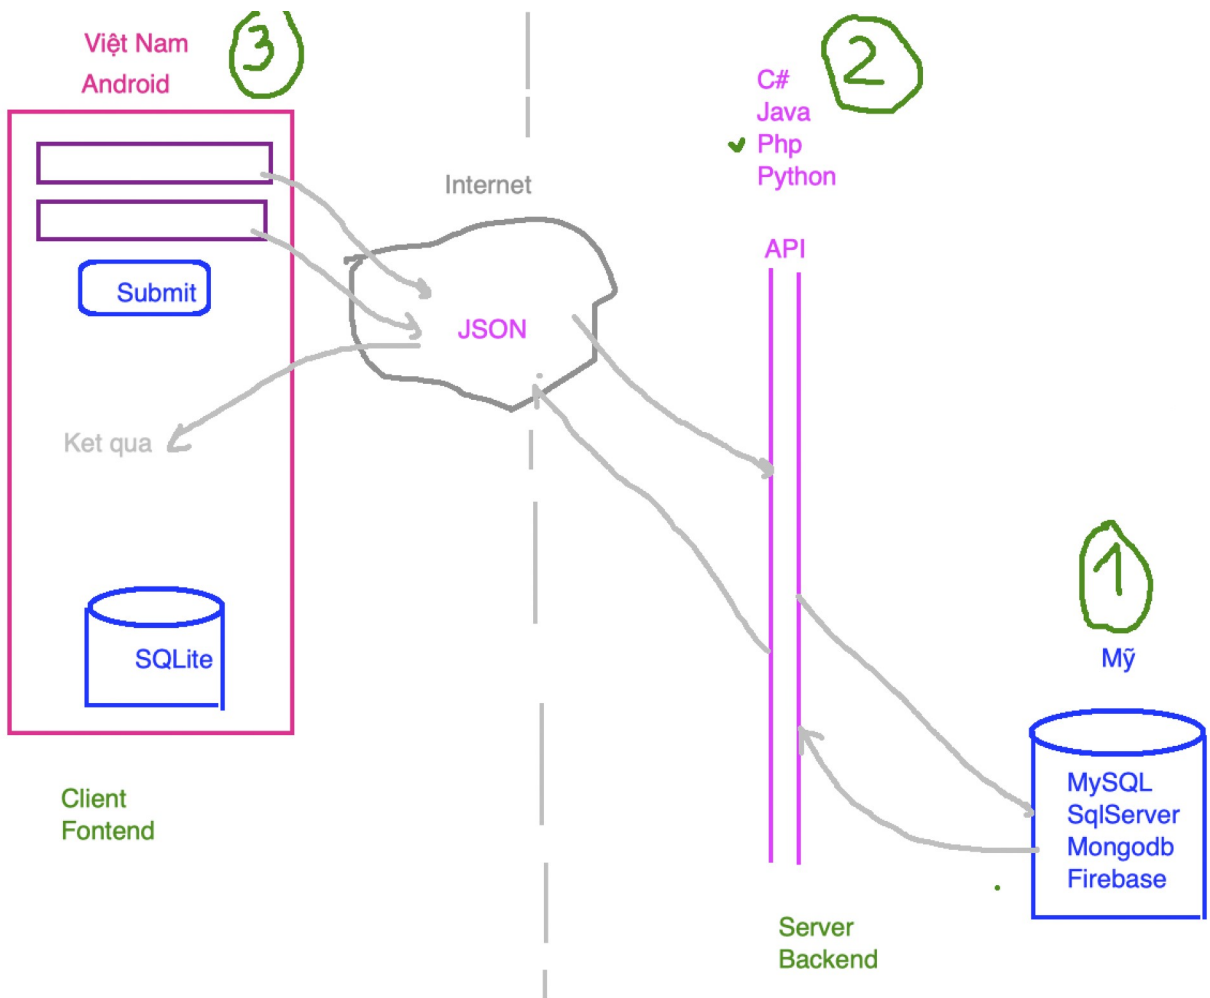 Việt Nam
Android
3
Submit
Ket qua
SQLite
Client
Fontend
Internet
JSON
2
C#
Java
Php
Python
API
Server
Backend
1
Mỹ
MySQL
SqlServer
Mongodb
Firebase